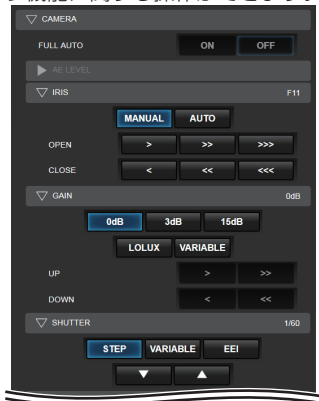 CAMERA
FULL AUTO ON OFF
AE LEVEL
IRIS F11
MANUAL AUTO
OPEN > >> >>>
CLOSE < << <<<
GAIN 0dB
0dB 3dB 15dB
LOLUX VARIABLE
UP > >>
DOWN < <<
SHUTTER 1/60
STEP VARIABLE EEI